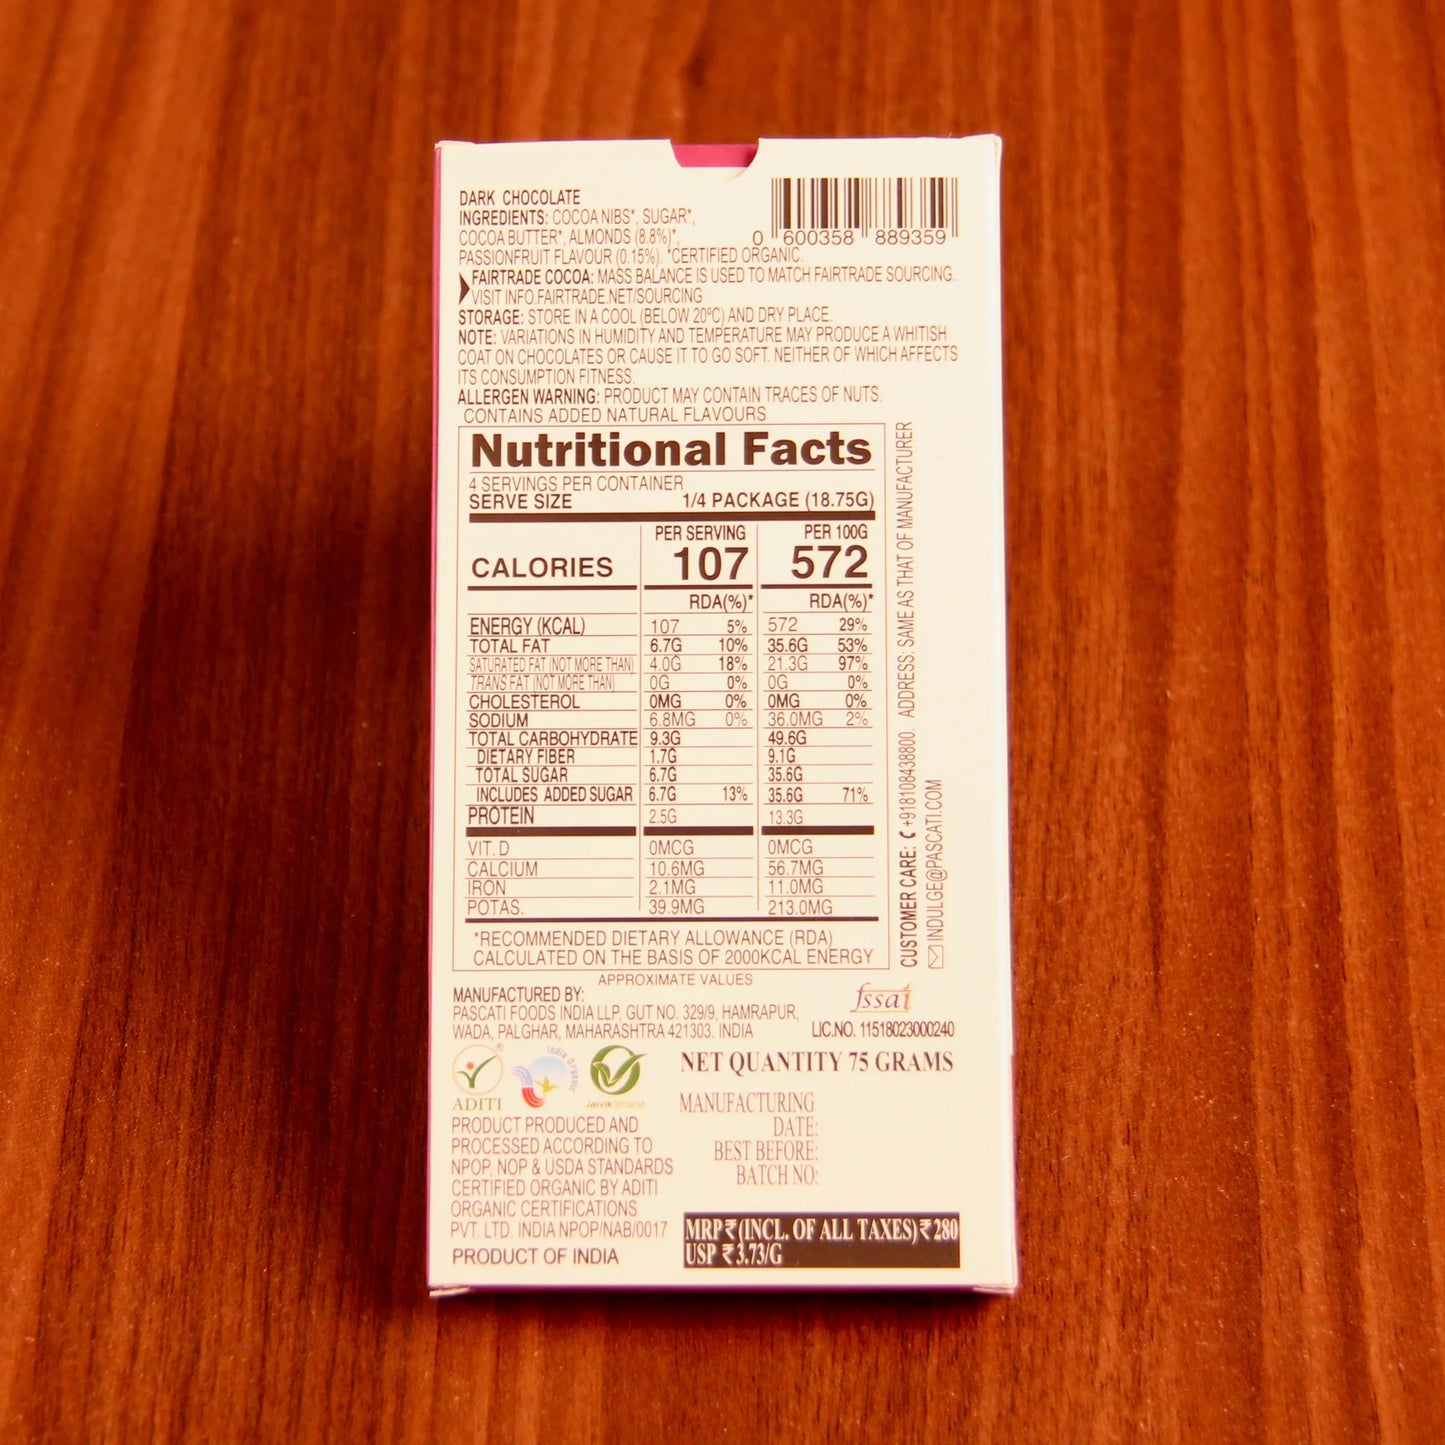 DARK CHOCOLATE
INGREDIENTS: COCOA NIBS*, SUGAR*,
COCOA BUTTER*, ALMONDS (8.8%)*,
PASSIONFRUIT FLAVOUR (0.15%). *CERTIFIED ORGANIC.
0 600358 889359
FAIRTRADE COCOA: MASS BALANCE IS USED TO MATCH FAIRTRADE SOURCING.
VISIT INFO.FAIRTRADE.NET/SOURCING
STORAGE: STORE IN A COOL (BELOW 20ºC) AND DRY PLACE.
NOTE: VARIATIONS IN HUMIDITY AND TEMPERATURE MAY PRODUCE A WHITISH
COAT ON CHOCOLATES OR CAUSE IT TO GO SOFT. NEITHER OF WHICH AFFECTS
ITS CONSUMPTION FITNESS.
ALLERGEN WARNING: PRODUCT MAY CONTAIN TRACES OF NUTS.
CONTAINS ADDED NATURAL FLAVOURS
Nutritional Facts
4 SERVINGS PER CONTAINER
SERVE SIZE 1/4 PACKAGE (18.75G)
PER SERVING PER 100G
CALORIES 107 572
RDA(%)* RDA(%)*
ENERGY (KCAL) 107 5% 572 29%
TOTAL FAT 6.7G 10% 35.6G 53%
SATURATED FAT (NOT MORE THAN) 4.0G 18% 21.3G 97%
TRANS FAT (NOT MORE THAN) 0G 0% 0G 0%
CHOLESTEROL 0MG 0% 0MG 0%
SODIUM 6.8MG 0% 36.0MG 2%
TOTAL CARBOHYDRATE 9.3G 49.6G
DIETARY FIBER 1.7G 9.1G
TOTAL SUGAR 6.7G 35.6G
INCLUDES ADDED SUGAR 6.7G 13% 35.6G 71%
PROTEIN 2.5G 13.3G
VIT. D 0MCG 0MCG
CALCIUM 10.6MG 56.7MG
IRON 2.1MG 11.0MG
POTAS. 39.9MG 213.0MG
*RECOMMENDED DIETARY ALLOWANCE (RDA)
CALCULATED ON THE BASIS OF 2000KCAL ENERGY
APPROXIMATE VALUES
CUSTOMER CARE: +918108438800. ADDRESS: SAME AS THAT OF MANUFACTURER
INDULGE@PASCATI.COM
MANUFACTURED BY:
PASCATI FOODS INDIA LLP, GUT NO. 329/9, HAMRAPUR,
WADA, PALGHAR, MAHARASHTRA 421303. INDIA
fssai
LIC.NO. 11518023000240
ADITI
®
India Organic
Jaivik Bharat
NET QUANTITY 75 GRAMS
MANUFACTURING
DATE:
BEST BEFORE:
BATCH NO:
PRODUCT PRODUCED AND
PROCESSED ACCORDING TO
NPOP, NOP & USDA STANDARDS
CERTIFIED ORGANIC BY ADITI
ORGANIC CERTIFICATIONS
PVT. LTD. INDIA NPOP/NAB/0017
PRODUCT OF INDIA
MRP ₹ (INCL. OF ALL TAXES) ₹ 280
USP ₹ 3.73/G